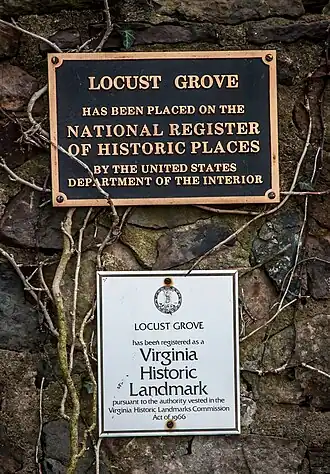 LOCUST GROVE
HAS BEEN PLACED ON THE
NATIONAL REGISTER
OF HISTORIC PLACES
BY THE UNITED STATES
DEPARTMENT OF THE INTERIOR
LOCUST GROVE
has been registered as a
Virginia
Historic
Landmark
pursuant to the authority vested in the
Virginia Historic Landmarks Commission
Act of 1966